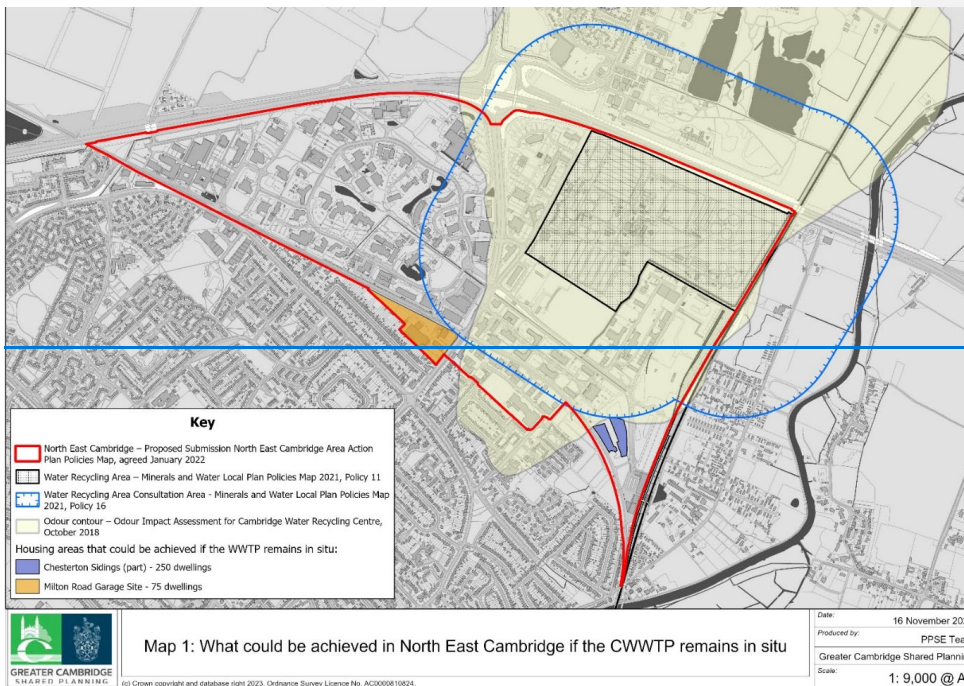 Key
North East Cambridge – Proposed Submission North East Cambridge Area Action
Plan Policies Map, agreed January 2022
Water Recycling Area – Minerals and Water Local Plan Policies Map 2021, Policy 11
Water Recycling Area Consultation Area - Minerals and Water Local Plan Policies Map
2021, Policy 16
Odour contour – Odour Impact Assessment for Cambridge Water Recycling Centre,
October 2018
Housing areas that could be achieved if the WWTP remains in situ:
Chesterton Sidings (part) - 250 dwellings
Milton Road Garage Site - 75 dwellings
GREATER CAMBRIDGE
SHARED PLANNING
Map 1: What could be achieved in North East Cambridge if the CWWTP remains in situ
(c) Crown copyright and database right 2023. Ordnance Survey Licence No. AC0000810824.
Date:
16 November 202
Produced by:
PPSE Tea
Greater Cambridge Shared Plannin
Scale:
1: 9,000 @ A